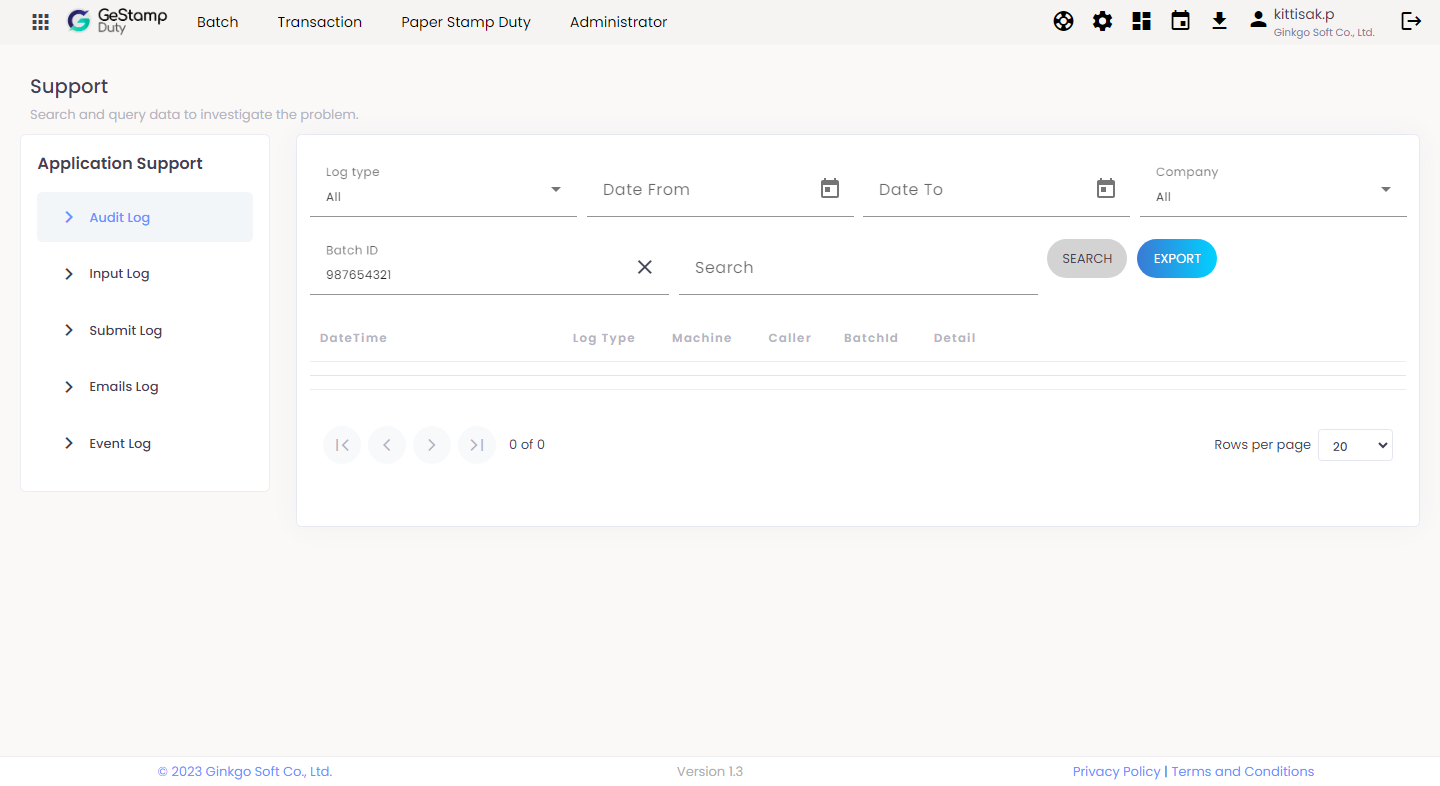 GeStamp
Duty
Batch
Transaction
Paper Stamp Duty
Administrator
kittisak.p
Ginkgo Soft Co., Ltd.
Support
Search and query data to investigate the problem.
Application Support
Audit Log
Input Log
Submit Log
Emails Log
Event Log
Log type
All
Date From
Date To
Company
All
Batch ID
987654321
Search
SEARCH
EXPORT
DateTime
Log Type
Machine
Caller
BatchId
Detail
0 of 0
Rows per page
20
© 2023 Ginkgo Soft Co., Ltd.
Version 1.3
Privacy Policy | Terms and Conditions